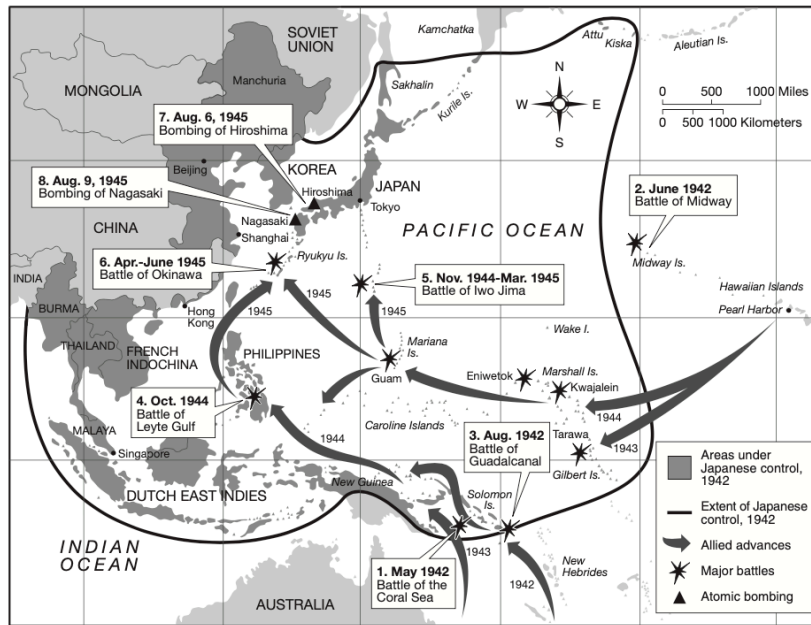 SOVIET
UNION
Kamchatka
Attu
Kiska
Aleutian Is.
MONGOLIA
Manchuria
Sakhalin
Kurile Is.
N
W
E
S
0 500 1000 Miles
0 500 1000 Kilometers
7. Aug. 6, 1945
Bombing of Hiroshima
Beijing
KOREA
Hiroshima
JAPAN
Tokyo
8. Aug. 9, 1945
Bombing of Nagasaki
Nagasaki
Shanghai
CHINA
2. June 1942
Battle of Midway
PACIFIC OCEAN
Midway Is.
6. Apr.-June 1945
Battle of Okinawa
Ryukyu Is.
5. Nov. 1944-Mar. 1945
Battle of Iwo Jima
INDIA
BURMA
Hong
Kong
1945
1945
1945
Hawaiian Islands
Pearl Harbor
Wake I.
THAILAND
FRENCH
INDOCHINA
PHILIPPINES
Mariana
Is.
Guam
Eniwetok
Marshall Is.
Kwajalein
4. Oct. 1944
Battle of
Leyte Gulf
1944
1944
1943
Caroline Islands
Tarawa
Gilbert Is.
MALAYA
Singapore
3. Aug. 1942
Battle of
Guadalcanal
DUTCH EAST INDIES
New Guinea
Solomon
Is.
INDIAN
OCEAN
1. May 1942
Battle of the
Coral Sea
1943
1942
New
Hebrides
AUSTRALIA
Areas under
Japanese control,
1942
Extent of Japanese
control, 1942
Allied advances
Major battles
Atomic bombing